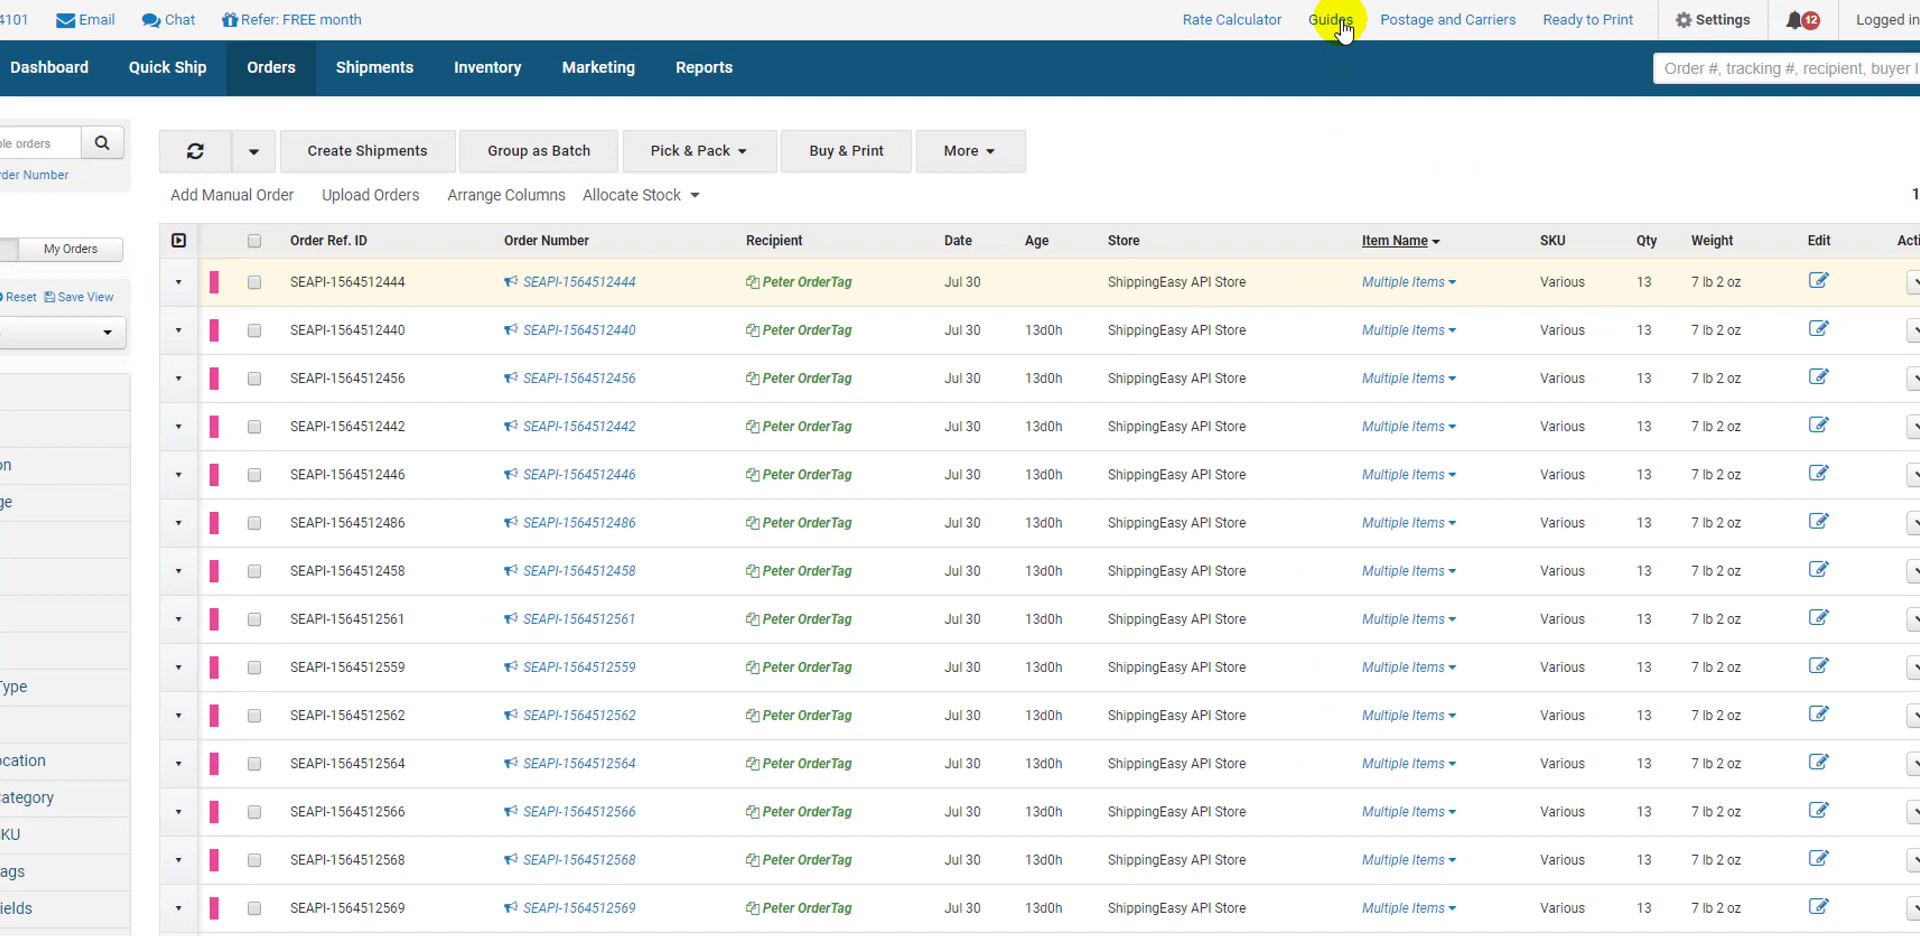 4101 Email Chat Refer: FREE month Rate Calculator Guides Postage and Carriers Ready to Print Settings 12 Logged in
Dashboard Quick Ship Orders Shipments Inventory Marketing Reports Order #, tracking #, recipient, buyer
ble orders Create Shipments Group as Batch Pick & Pack Buy & Print More
rder Number
Add Manual Order Upload Orders Arrange Columns Allocate Stock 1
My Orders
Reset Save View
on
ge
Type
ocation
Category
KU
ags
ields
Order Ref. ID Order Number Recipient Date Age Store Item Name SKU Qty Weight Edit Acti
SEAPI-1564512444 SEAPI-1564512444 Peter OrderTag Jul 30 ShippingEasy API Store Multiple Items Various 13 7 lb 2 oz
SEAPI-1564512440 SEAPI-1564512440 Peter OrderTag Jul 30 13d0h ShippingEasy API Store Multiple Items Various 13 7 lb 2 oz
SEAPI-1564512456 SEAPI-1564512456 Peter OrderTag Jul 30 13d0h ShippingEasy API Store Multiple Items Various 13 7 lb 2 oz
SEAPI-1564512442 SEAPI-1564512442 Peter OrderTag Jul 30 13d0h ShippingEasy API Store Multiple Items Various 13 7 lb 2 oz
SEAPI-1564512446 SEAPI-1564512446 Peter OrderTag Jul 30 13d0h ShippingEasy API Store Multiple Items Various 13 7 lb 2 oz
SEAPI-1564512486 SEAPI-1564512486 Peter OrderTag Jul 30 13d0h ShippingEasy API Store Multiple Items Various 13 7 lb 2 oz
SEAPI-1564512458 SEAPI-1564512458 Peter OrderTag Jul 30 13d0h ShippingEasy API Store Multiple Items Various 13 7 lb 2 oz
SEAPI-1564512561 SEAPI-1564512561 Peter OrderTag Jul 30 13d0h ShippingEasy API Store Multiple Items Various 13 7 lb 2 oz
SEAPI-1564512559 SEAPI-1564512559 Peter OrderTag Jul 30 13d0h ShippingEasy API Store Multiple Items Various 13 7 lb 2 oz
SEAPI-1564512562 SEAPI-1564512562 Peter OrderTag Jul 30 13d0h ShippingEasy API Store Multiple Items Various 13 7 lb 2 oz
SEAPI-1564512564 SEAPI-1564512564 Peter OrderTag Jul 30 13d0h ShippingEasy API Store Multiple Items Various 13 7 lb 2 oz
SEAPI-1564512566 SEAPI-1564512566 Peter OrderTag Jul 30 13d0h ShippingEasy API Store Multiple Items Various 13 7 lb 2 oz
SEAPI-1564512568 SEAPI-1564512568 Peter OrderTag Jul 30 13d0h ShippingEasy API Store Multiple Items Various 13 7 lb 2 oz
SEAPI-1564512569 SEAPI-1564512569 Peter OrderTag Jul 30 13d0h ShippingEasy API Store Multiple Items Various 13 7 lb 2 oz